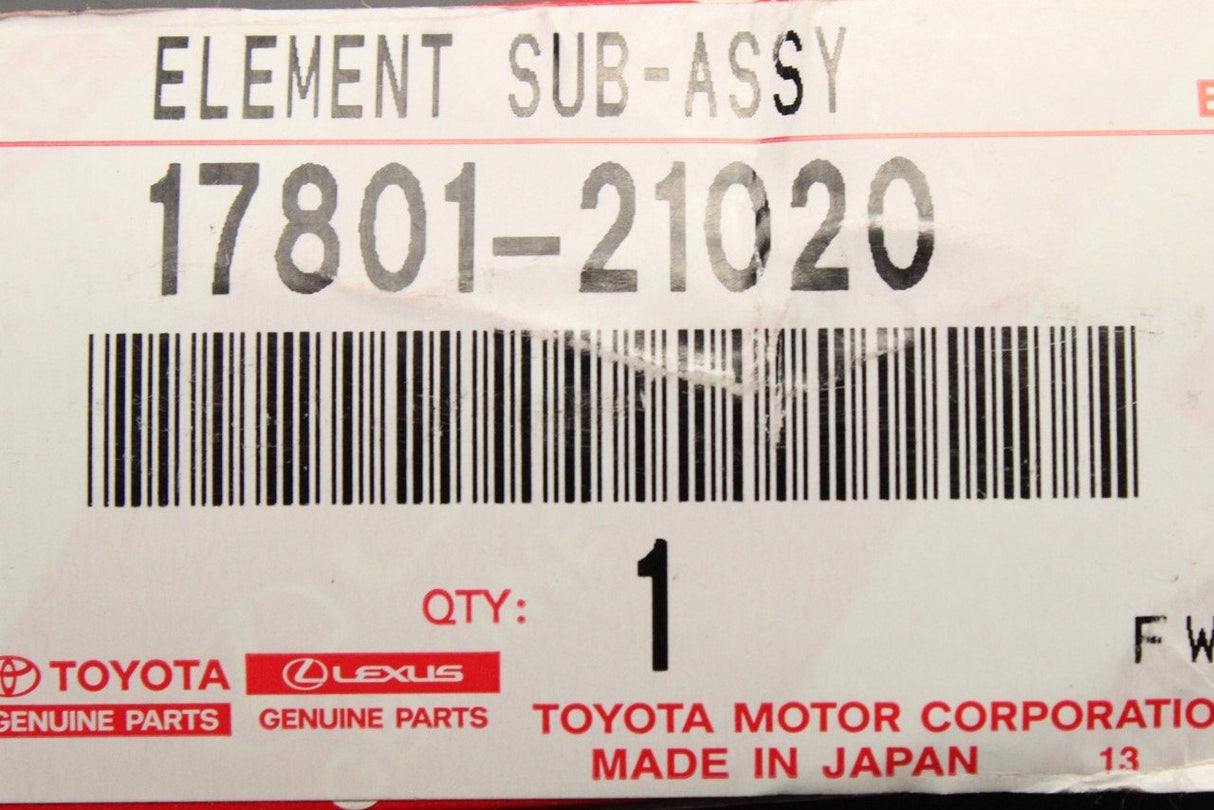 ELEMENT SUB-ASSY
17801-21020
QTY: 1
F W
TOYOTA LEXUS
GENUINE PARTS GENUINE PARTS
TOYOTA MOTOR CORPORATIO
MADE IN JAPAN 13